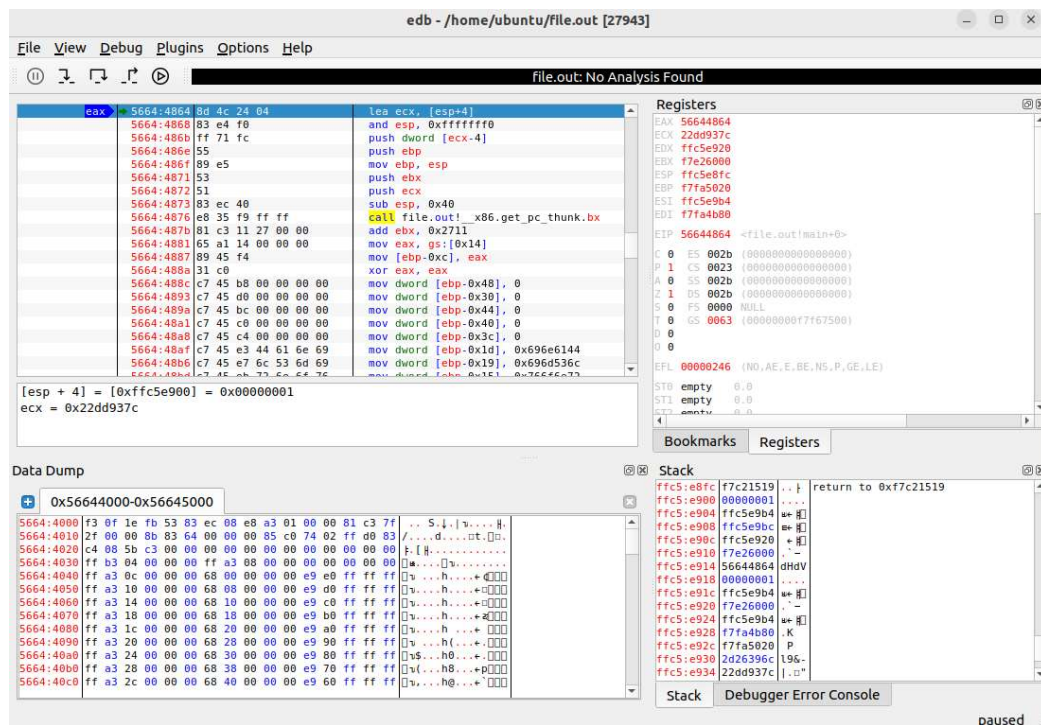 edb - /home/ubuntu/file.out [27943]
File View Debug Plugins Options Help
file.out: No Analysis Found
eax 5664:4864 8d 4c 24 04 lea ecx, [esp+4]
5664:4868 83 e4 f0 and esp, 0xfffffff0
5664:486b ff 71 fc push dword [ecx-4]
5664:486e 55 push ebp
5664:486f 89 e5 mov ebp, esp
5664:4871 53 push ebx
5664:4872 51 push ecx
5664:4873 83 ec 40 sub esp, 0x40
5664:4876 e8 35 f9 ff ff call file.out!__x86.get_pc_thunk.bx
5664:487b 81 c3 11 27 00 00 add ebx, 0x2711
5664:4881 65 a1 14 00 00 00 mov eax, gs:[0x14]
5664:4887 89 45 f4 mov [ebp-0xc], eax
5664:488a 31 c0 xor eax, eax
5664:488c c7 45 b8 00 00 00 00 mov dword [ebp-0x48], 0
5664:4893 c7 45 d0 00 00 00 00 mov dword [ebp-0x30], 0
5664:489a c7 45 bc 00 00 00 00 mov dword [ebp-0x44], 0
5664:48a1 c7 45 c0 00 00 00 00 mov dword [ebp-0x40], 0
5664:48a8 c7 45 c4 00 00 00 00 mov dword [ebp-0x3c], 0
5664:48af c7 45 e3 44 61 6e 69 mov dword [ebp-0x1d], 0x696e6144
5664:48b6 c7 45 e7 6c 53 6d 69 mov dword [ebp-0x19], 0x696d536c
[esp + 4] = [0xffc5e900] = 0x00000001
ecx = 0x22dd937c
Registers
EAX 56644864
ECX 22dd937c
EDX ffc5e920
EBX f7e26000
ESP ffc5e8fc
EBP f7fa5020
ESI ffc5e9b4
EDI f7fa4b80
EIP 56644864 <file.out!main+0>
C 0 ES 002b (0000000000000000)
P 1 CS 0023 (0000000000000000)
A 0 SS 002b (0000000000000000)
Z 1 DS 002b (0000000000000000)
S 0 FS 0000 NULL
T 0 GS 0063 (00000000f7f67500)
D 0
O 0
EFL 00000246 (NO,AE,E,BE,NS,P,GE,LE)
ST0 empty 0.0
ST1 empty 0.0
ST2 empty 0.0
Bookmarks Registers
Data Dump
0x56644000-0x56645000
5664:4000 f3 0f 1e fb 53 83 ec 08 e8 a3 01 00 00 81 c3 7f
5664:4010 2f 00 00 8b 83 64 00 00 00 85 c0 74 02 ff d0 83
5664:4020 c4 08 5b c3 00 00 00 00 00 00 00 00 00 00 00 00
5664:4030 ff b3 04 00 00 00 ff a3 08 00 00 00 00 00 00 00
5664:4040 ff a3 0c 00 00 00 68 00 00 00 00 e9 e0 ff ff ff
5664:4050 ff a3 10 00 00 00 68 08 00 00 00 e9 d0 ff ff ff
5664:4060 ff a3 14 00 00 00 68 10 00 00 00 e9 c0 ff ff ff
5664:4070 ff a3 18 00 00 00 68 18 00 00 00 e9 b0 ff ff ff
5664:4080 ff a3 1c 00 00 00 68 20 00 00 00 e9 a0 ff ff ff
5664:4090 ff a3 20 00 00 00 68 28 00 00 00 e9 90 ff ff ff
5664:40a0 ff a3 24 00 00 00 68 30 00 00 00 e9 80 ff ff ff
5664:40b0 ff a3 28 00 00 00 68 38 00 00 00 e9 70 ff ff ff
5664:40c0 ff a3 2c 00 00 00 68 40 00 00 00 e9 60 ff ff ff
Stack
ffc5:e8fc f7c21519 return to 0xf7c21519
ffc5:e900 00000001 ....
ffc5:e904 ffc5e9b4
ffc5:e908 ffc5e9bc
ffc5:e90c ffc5e920
ffc5:e910 f7e26000
ffc5:e914 56644864 dHdV
ffc5:e918 00000001 ....
ffc5:e91c ffc5e9b4
ffc5:e920 f7e26000
ffc5:e924 ffc5e9b4
ffc5:e928 f7fa4b80 .K
ffc5:e92c f7fa5020 P
ffc5:e930 2d26396c l9&-
ffc5:e934 22dd937c
Stack Debugger Error Console
paused